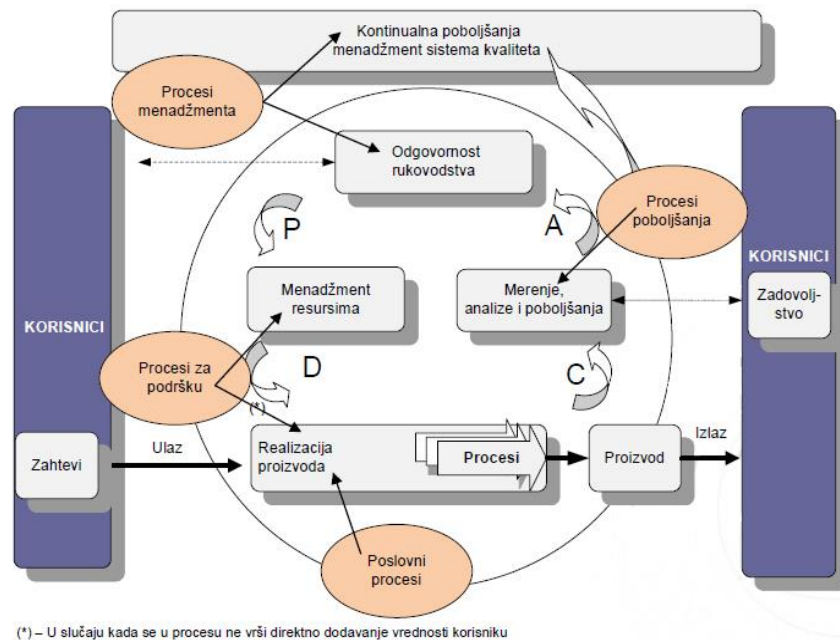 Kontinualna poboljšanja
menadžment sistema kvaliteta
Procesi
menadžmenta
Odgovornost
rukovodstva
Procesi
poboljšanja
P
A
KORISNICI
Menadžment
resursima
Merenje,
analize i poboljšanja
Zadovolj-
stvo
KORISNICI
Procesi za
podršku
D
C
(*)
Zahtevi
Ulaz
Realizacija
proizvoda
Procesi
Proizvod
Izlaz
Poslovni
procesi
(*) – U slučaju kada se u procesu ne vrši direktno dodavanje vrednosti korisniku